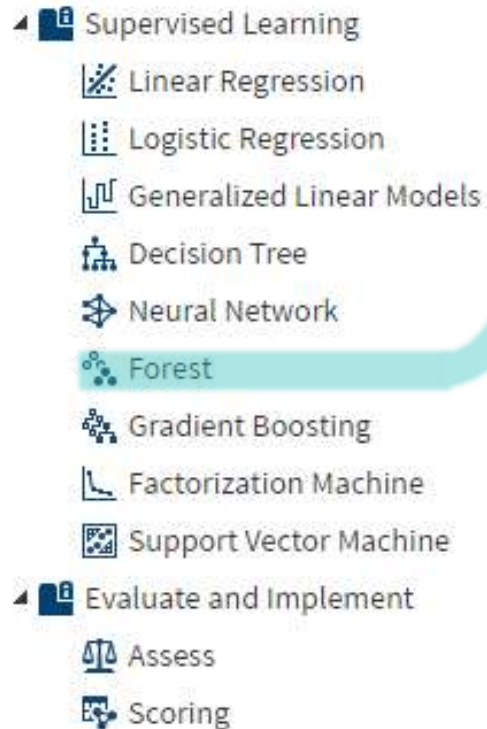 Supervised Learning
Linear Regression
Logistic Regression
Generalized Linear Models
Decision Tree
Neural Network
Forest
Gradient Boosting
Factorization Machine
Support Vector Machine
Evaluate and Implement
Assess
Scoring